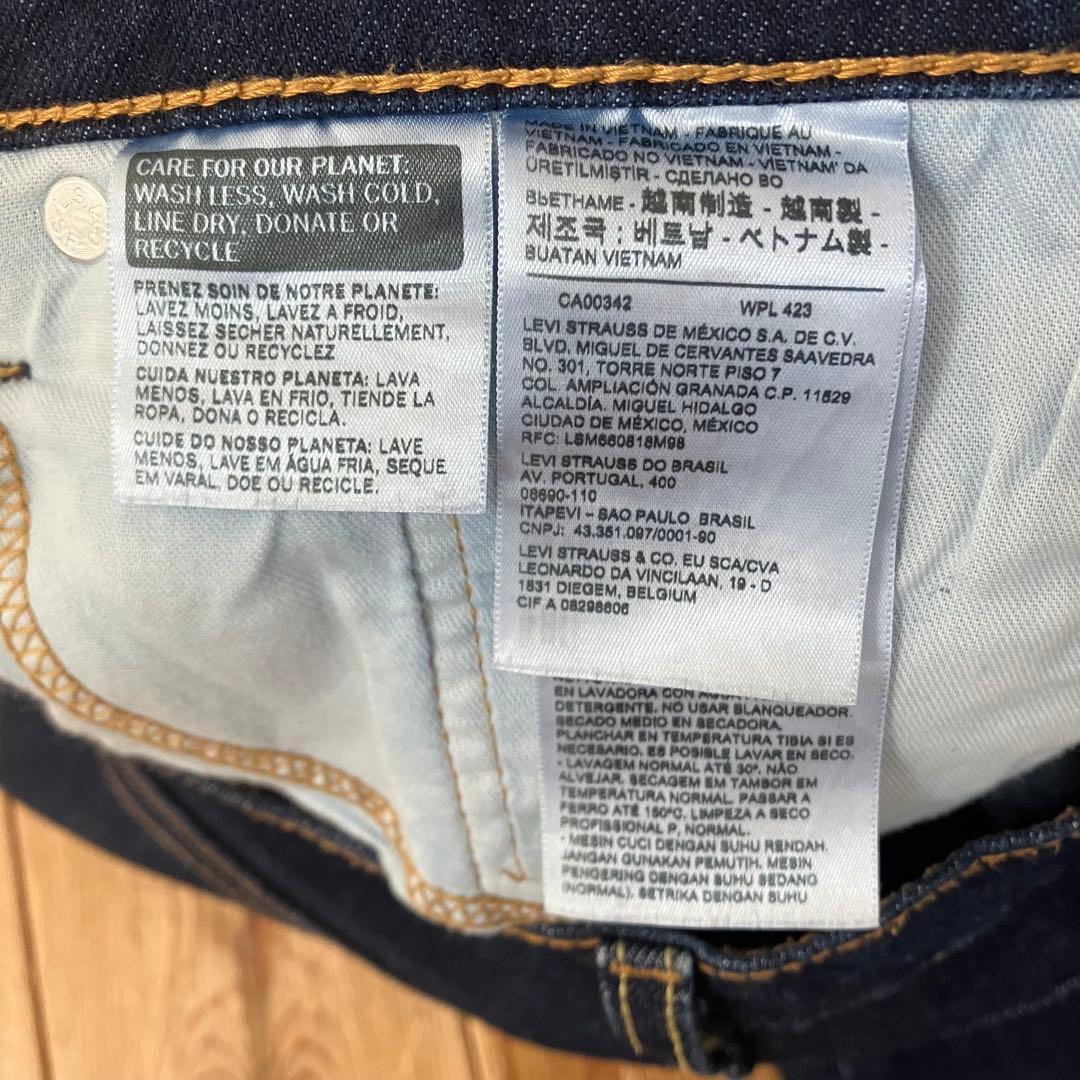 CARE FOR OUR PLANET:
WASH LESS, WASH COLD,
LINE DRY, DONATE OR
RECYCLE
PRENEZ SOIN DE NOTRE PLANETE:
LAVEZ MOINS, LAVEZ A FROID,
LAISSEZ SECHER NATURELLEMENT,
DONNEZ OU RECYCLEZ
CUIDA NUESTRO PLANETA: LAVA
MENOS, LAVA EN FRIO, TIENDE LA
ROPA, DONA O RECICLA.
CUIDE DO NOSSO PLANETA: LAVE
MENOS, LAVE EM ÁGUA FRIA, SEQUE
EM VARAL, DOE OU RECICLE.
MADE IN VIETNAM - FABRIQUE AU
VIETNAM - FABRICADO EN VIETNAM -
FABRICADO NO VIETNAM - VIETNAM' DA
ÜRETİLMİŞTİR - СДЕЛАНО ВО
ВЬЕТНАМЕ - 越南制造 - 越南製 -
제조국 : 베트남 - ベトナム製 -
BUATAN VIETNAM
CA00342 WPL 423
LEVI STRAUSS DE MÉXICO S.A. DE C.V.
BLVD. MIGUEL DE CERVANTES SAAVEDRA
NO. 301, TORRE NORTE PISO 7
COL. AMPLIACIÓN GRANADA C.P. 11529
ALCALDÍA. MIGUEL HIDALGO
CIUDAD DE MÉXICO, MÉXICO
RFC: LSM660818M98
LEVI STRAUSS DO BRASIL
AV. PORTUGAL, 400
06690-110
ITAPEVI - SAO PAULO BRASIL
CNPJ: 43.351.097/0001-90
LEVI STRAUSS & CO. EU SCA/CVA
LEONARDO DA VINCILAAN, 19 - D
1831 DIEGEM, BELGIUM
CIF A 08298606
EN LAVADORA CON
DETERGENTE. NO USAR BLANQUEADOR.
SECADO MEDIO EN SECADORA,
PLANCHAR EN TEMPERATURA TIBIA SI ES
NECESARIO. ES POSIBLE LAVAR EN SECO.
- LAVAGEM NORMAL ATÉ 30º. NÃO
ALVEJAR. SECAGEM EM TAMBOR EM
TEMPERATURA NORMAL. PASSAR A
FERRO ATÉ 150ºC. LIMPEZA A SECO
PROFISSIONAL P, NORMAL.
* MESIN CUCI DENGAN SUHU RENDAH.
JANGAN GUNAKAN PEMUTIH. MESIN
PENGERING DENGAN SUHU SEDANG
(NORMAL). SETRIKA DENGAN SUHU